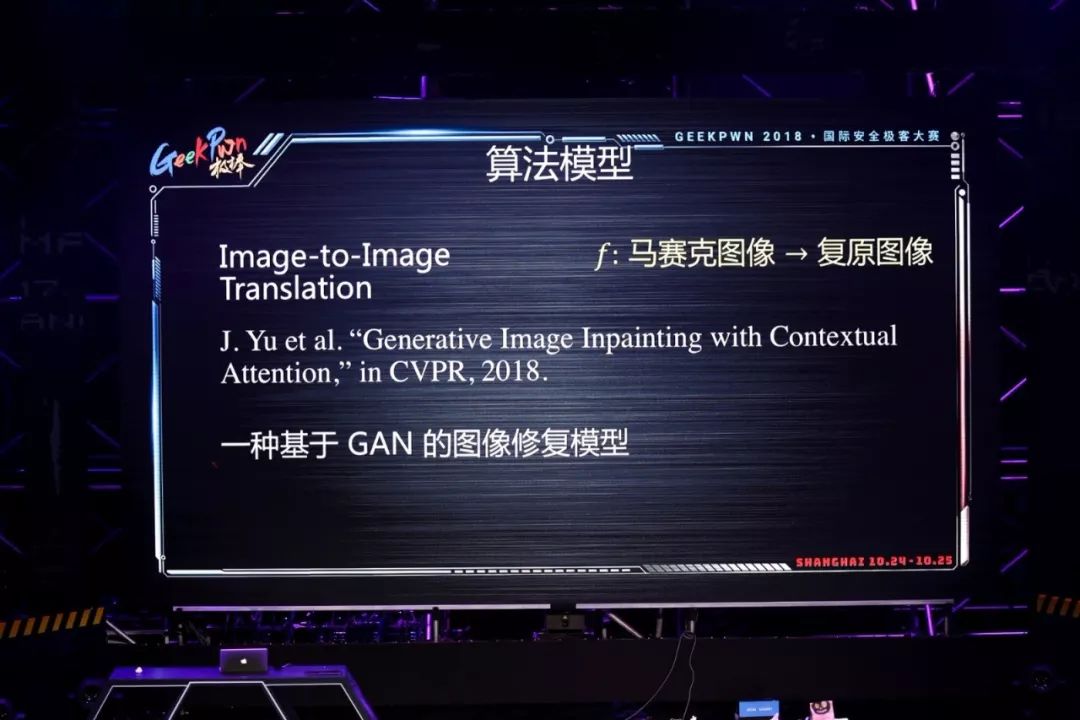 GeekPwn
极棒
GEEKPWN 2018 · 国际安全极客大赛
算法模型
Image-to-Image
Translation
f: 马赛克图像 → 复原图像
J. Yu et al. “Generative Image Inpainting with Contextual
Attention,” in CVPR, 2018.
一种基于 GAN 的图像修复模型
SHANGHAI 10.24-10.25